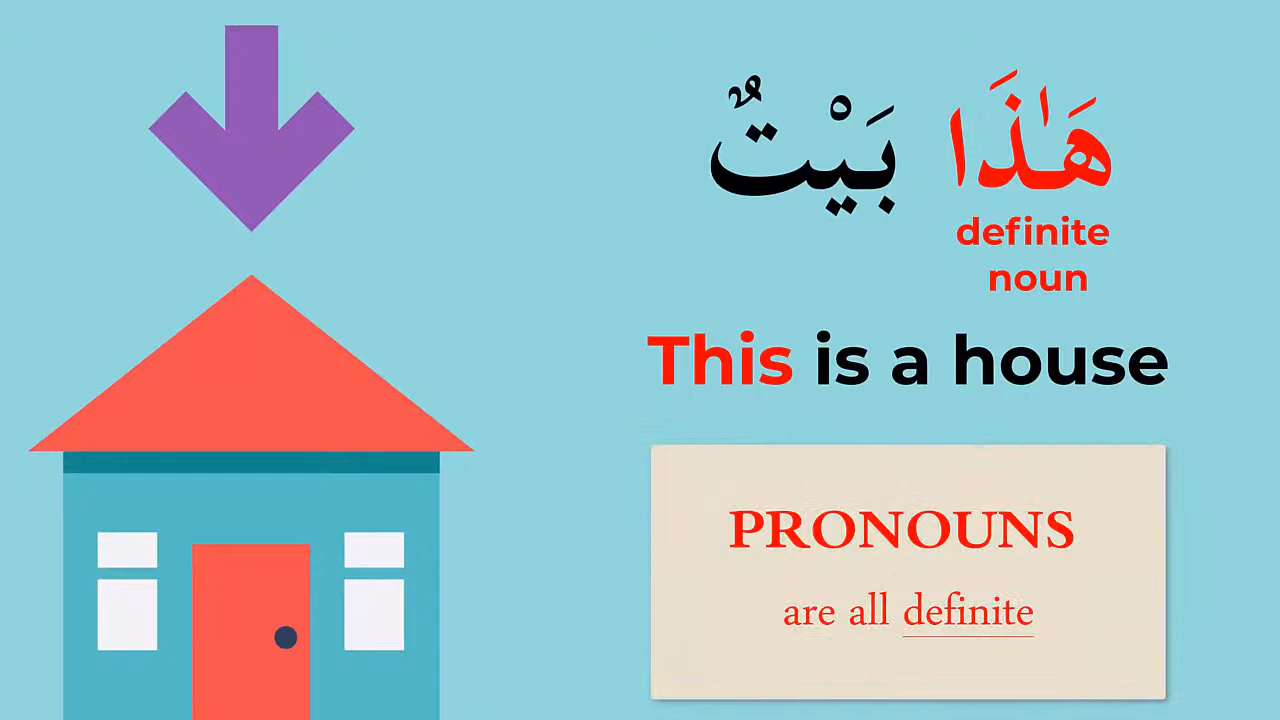 هَـٰذَا بَيْتٌ
definite
noun
This is a house
PRONOUNS
are all definite